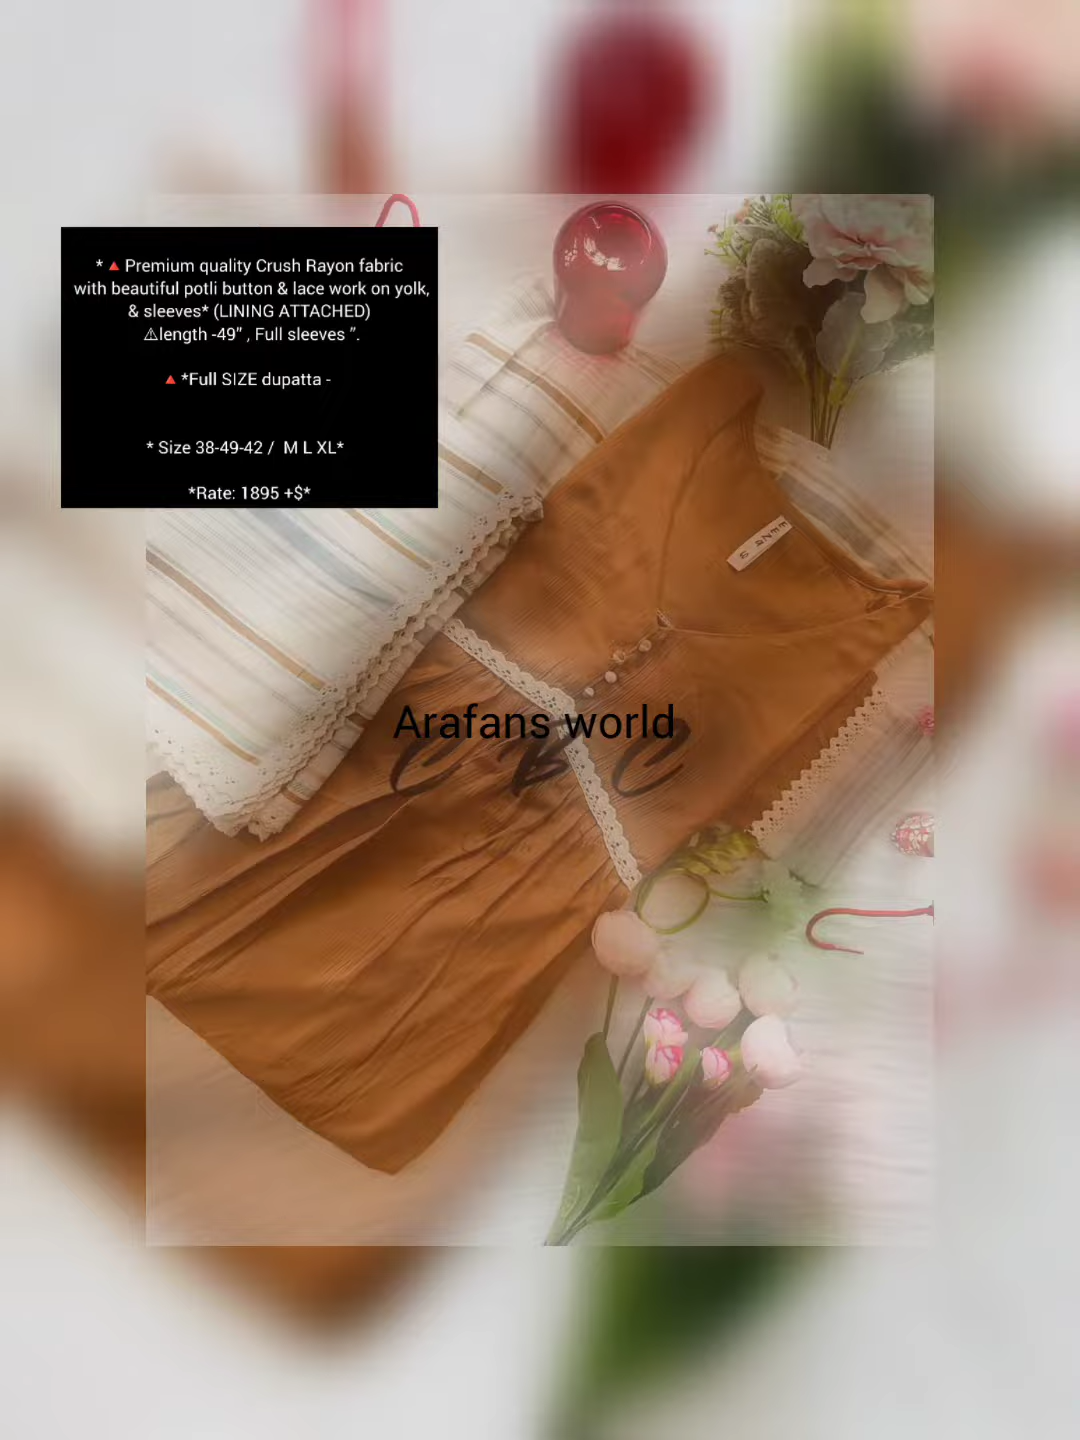 *🔺Premium quality Crush Rayon fabric
with beautiful potli button & lace work on yolk,
& sleeves* (LINING ATTACHED)
⚠length -49" , Full sleeves ".
🔺*Full SIZE dupatta -
* Size 38-49-42 / M L XL*
*Rate: 1895 +$*
Arafans world
C B C